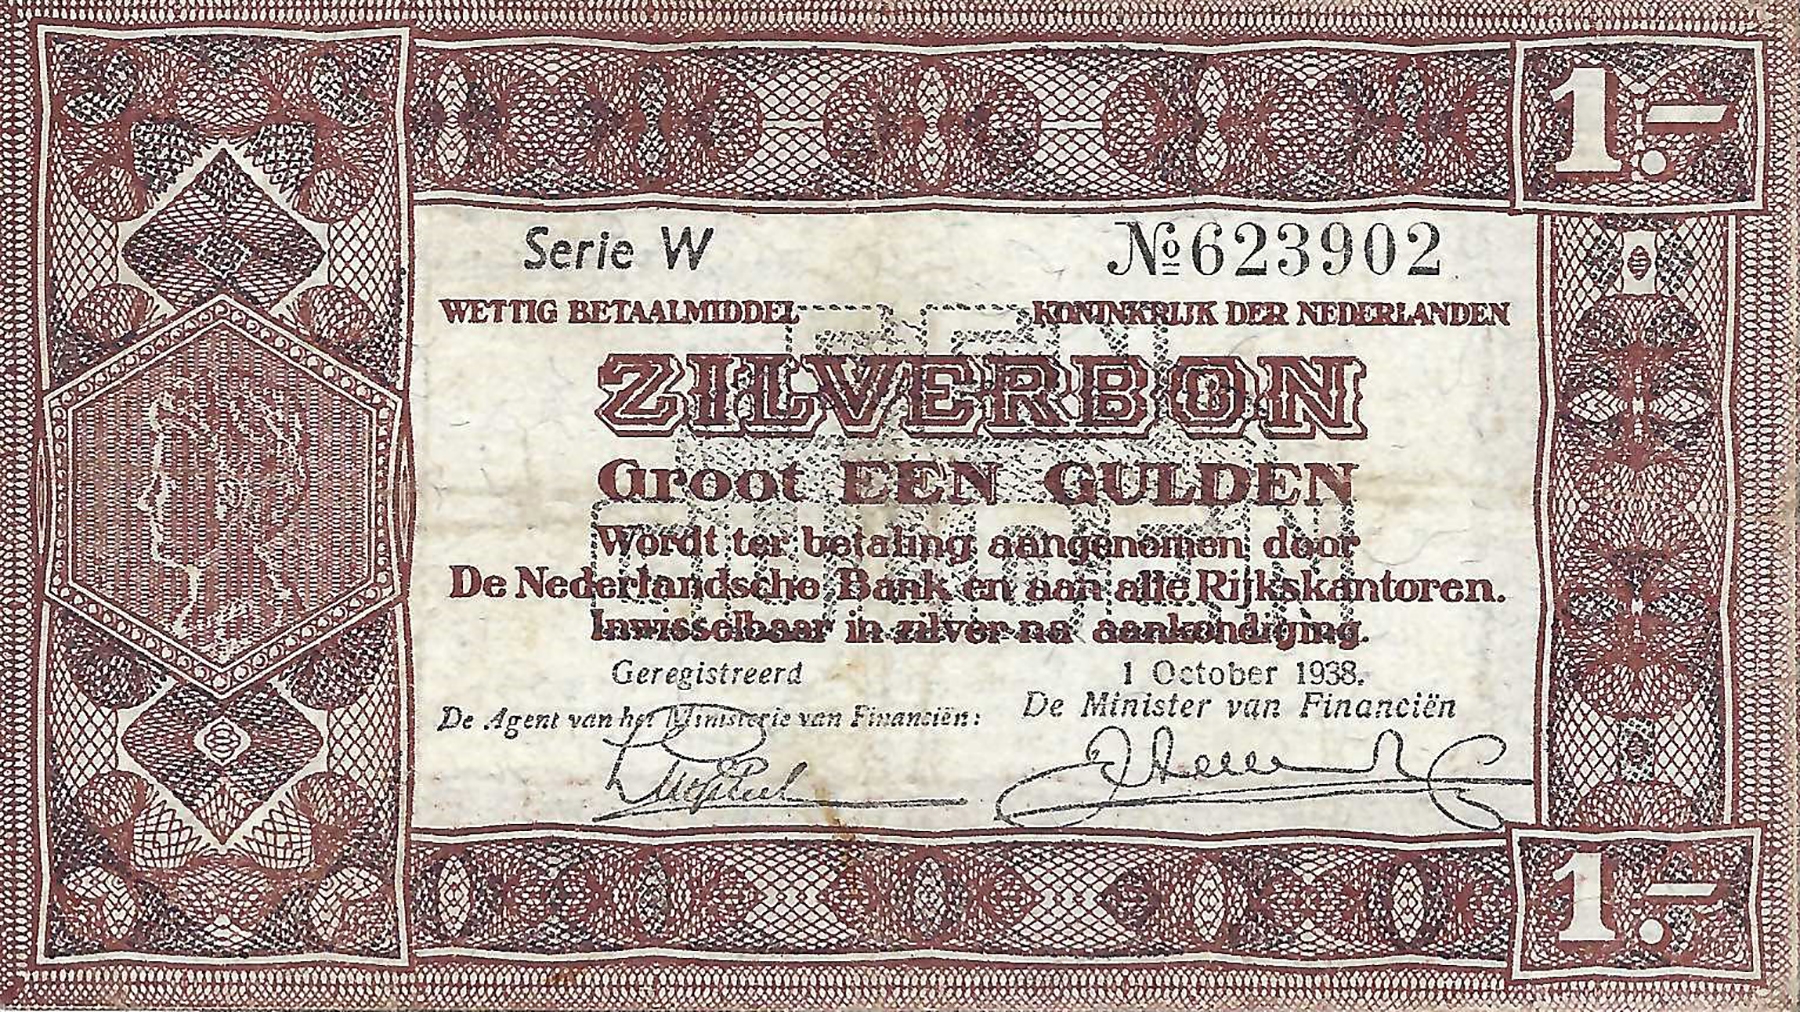 1.-
Serie W № 623902
WETTIG BETAALMIDDEL KONINKRIJK DER NEDERLANDEN
ZILVERBON
Groot EEN GULDEN
Wordt ter betaling aangenomen door
De Nederlandsche Bank en aan alle Rijkskantoren.
Inwisselbaar in zilver na aankondiging.
Geregistreerd 1 October 1938.
De Agent van het Ministerie van Financiën: De Minister van Financiën
1.-